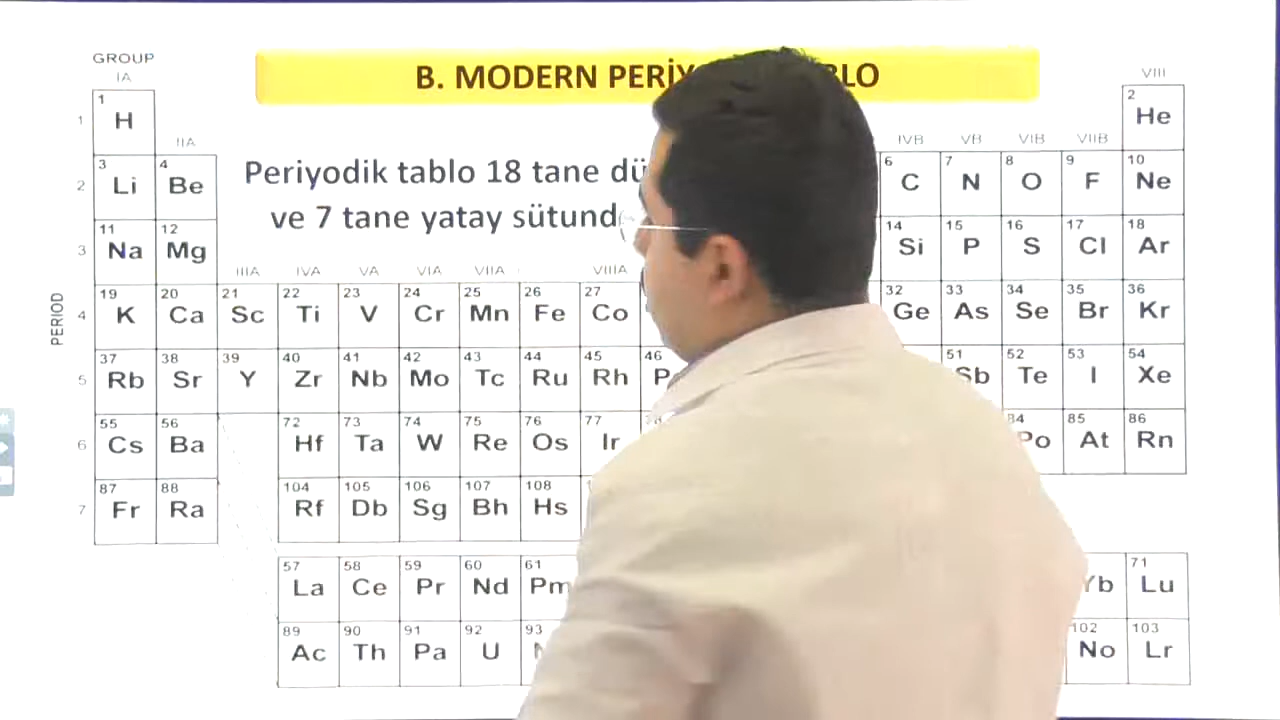 GROUP
IA
VIII
B. MODERN
1 H
2 He
1
IIA
IVB VB VIB VIIB
2
3 Li
4 Be
Periyodik tablo 18 tane
6 C
7 N
8 O
9 F
10 Ne
ve 7 tane yatay
3
11 Na
12 Mg
14 Si
15 P
16 S
17 Cl
18 Ar
IIIA IVA VA VIA VIIA VIIIA
PERIOD
4
19 K
20 Ca
21 Sc
22 Ti
23 V
24 Cr
25 Mn
26 Fe
27 Co
32 Ge
33 As
34 Se
35 Br
36 Kr
5
37 Rb
38 Sr
39 Y
40 Zr
41 Nb
42 Mo
43 Tc
44 Ru
45 Rh
46
51 Sb
52 Te
53 I
54 Xe
6
55 Cs
56 Ba
72 Hf
73 Ta
74 W
75 Re
76 Os
77 Ir
84 Po
85 At
86 Rn
7
87 Fr
88 Ra
104 Rf
105 Db
106 Sg
107 Bh
108 Hs
57 La
58 Ce
59 Pr
60 Nd
61 Pm
Yb
71 Lu
89 Ac
90 Th
91 Pa
92 U
93
102 No
103 Lr